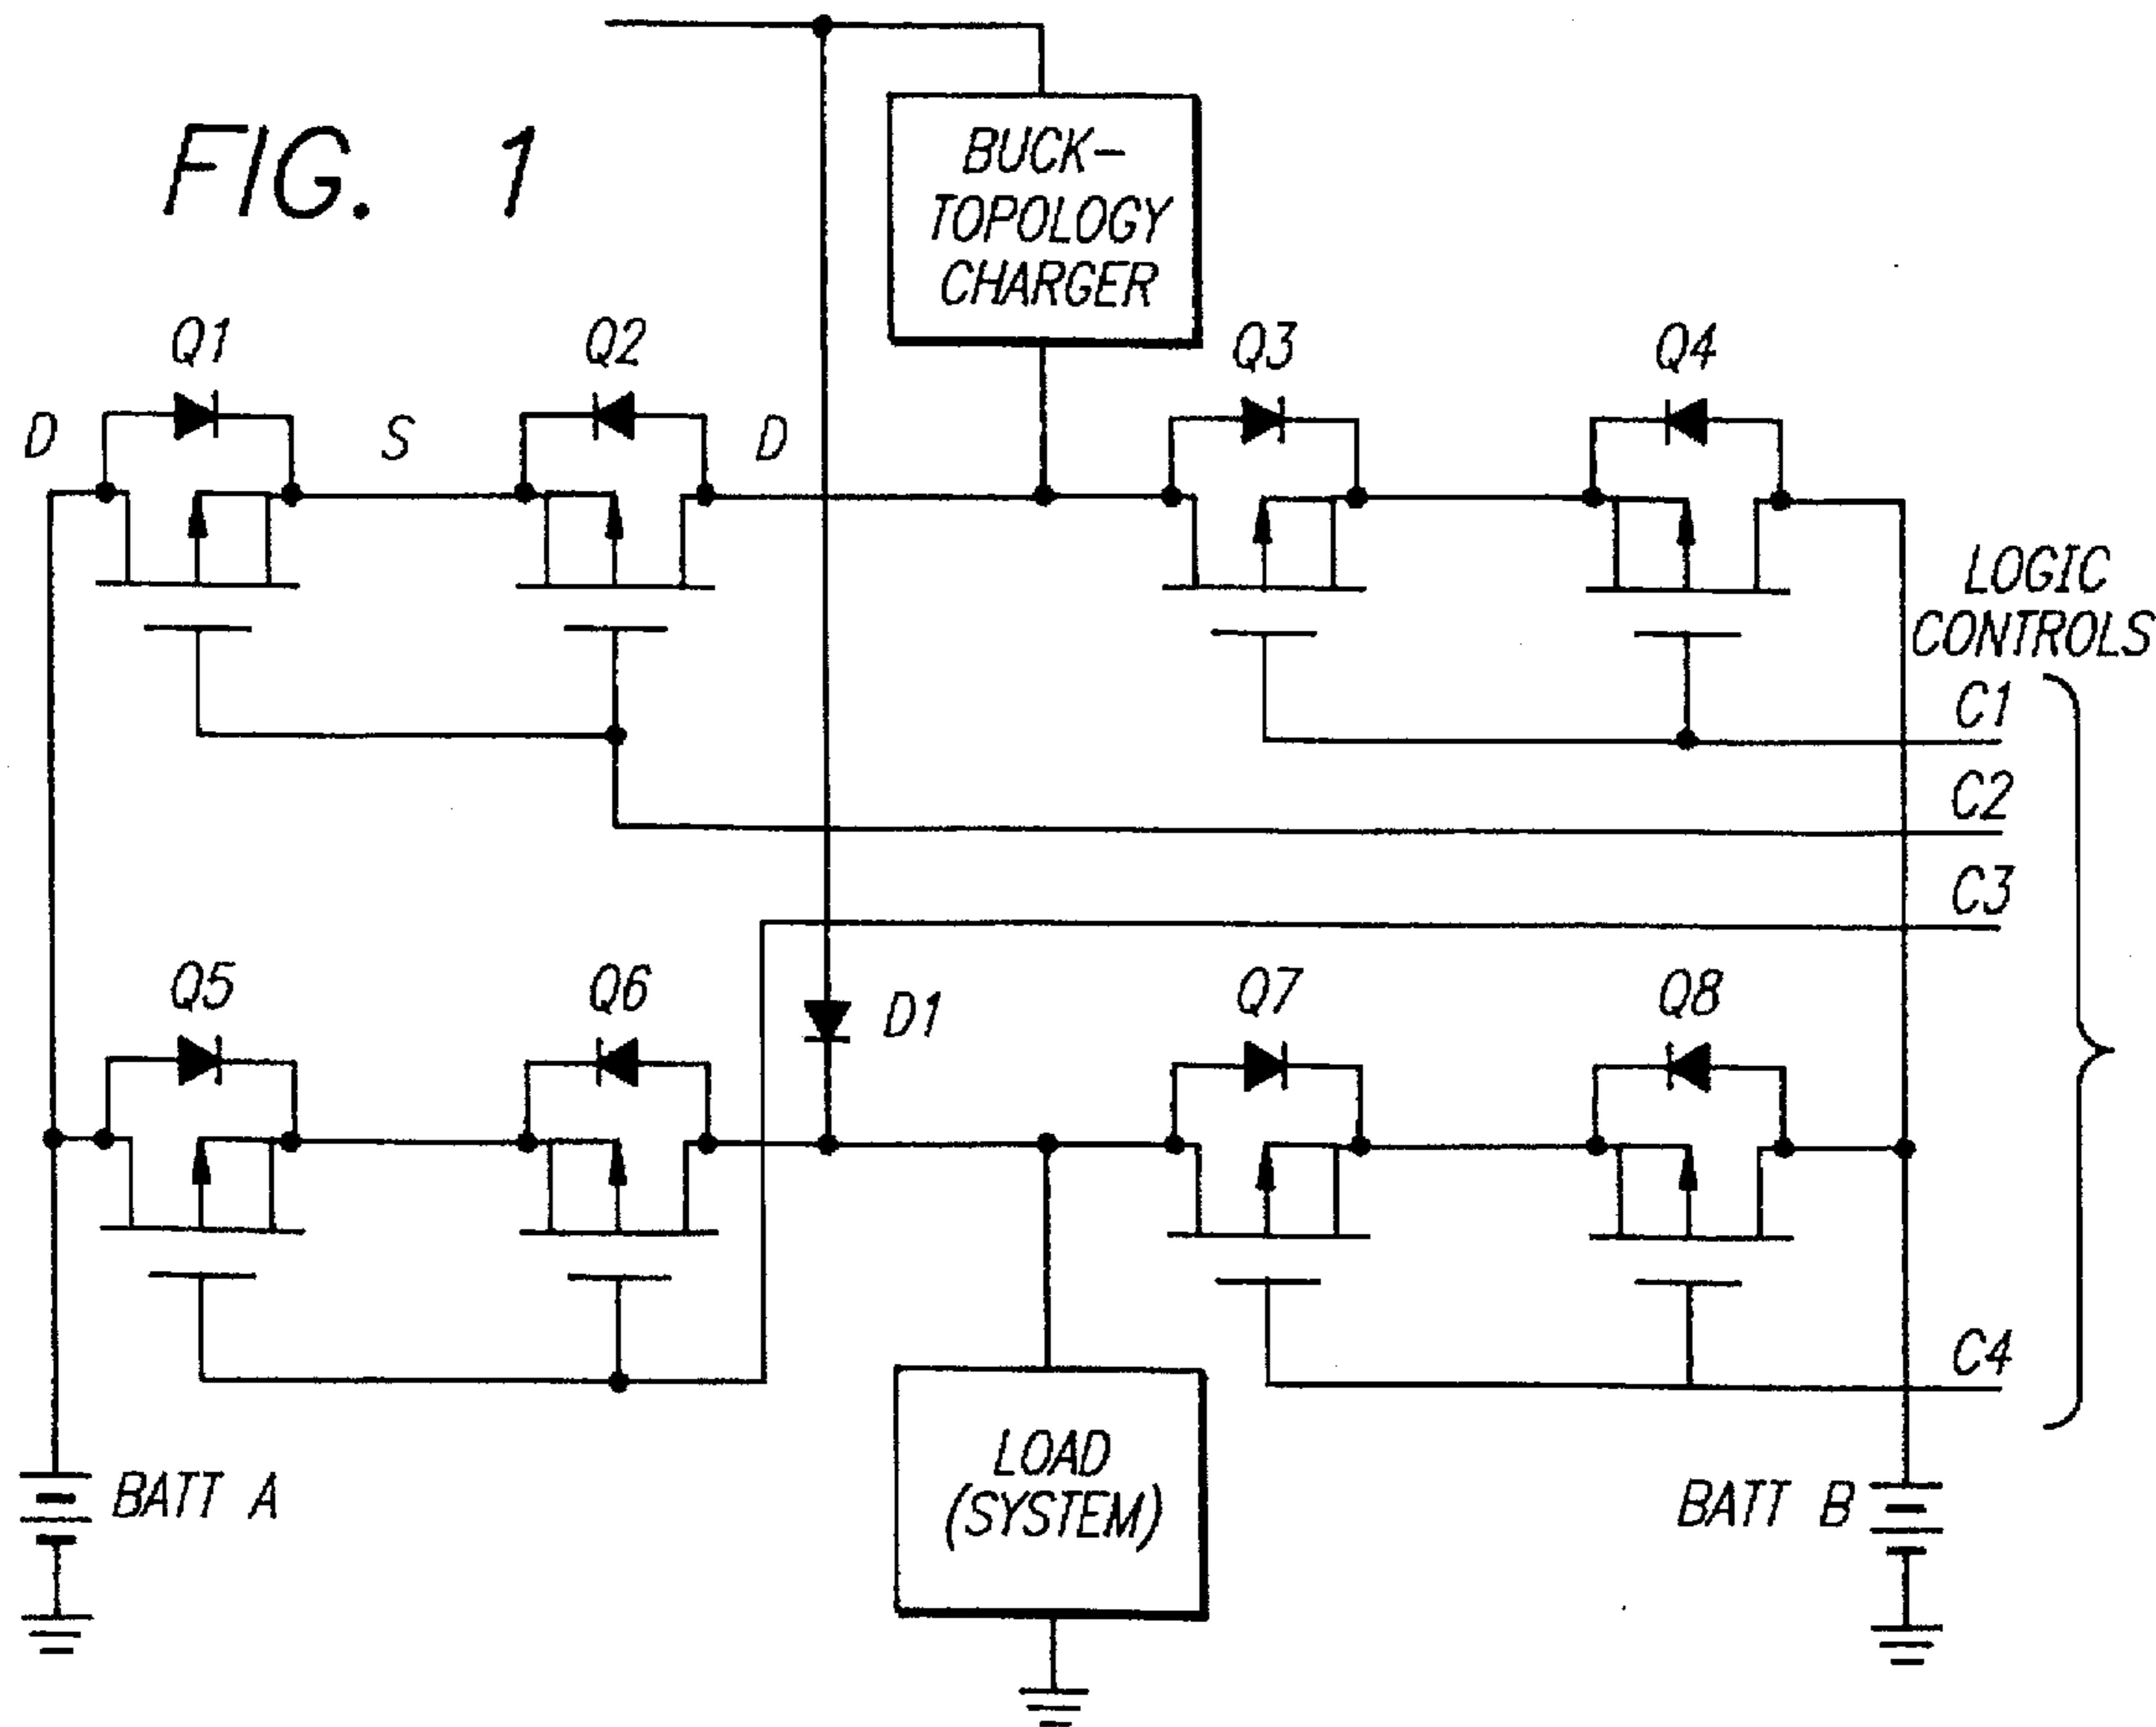 FIG. 1
BUCK-
TOPOLOGY
CHARGER
Q1
Q2
Q3
Q4
D
S
D
LOGIC
CONTROLS
C1
C2
C3
Q5
Q6
D1
Q7
Q8
C4
BATT A
LOAD
(SYSTEM)
BATT B